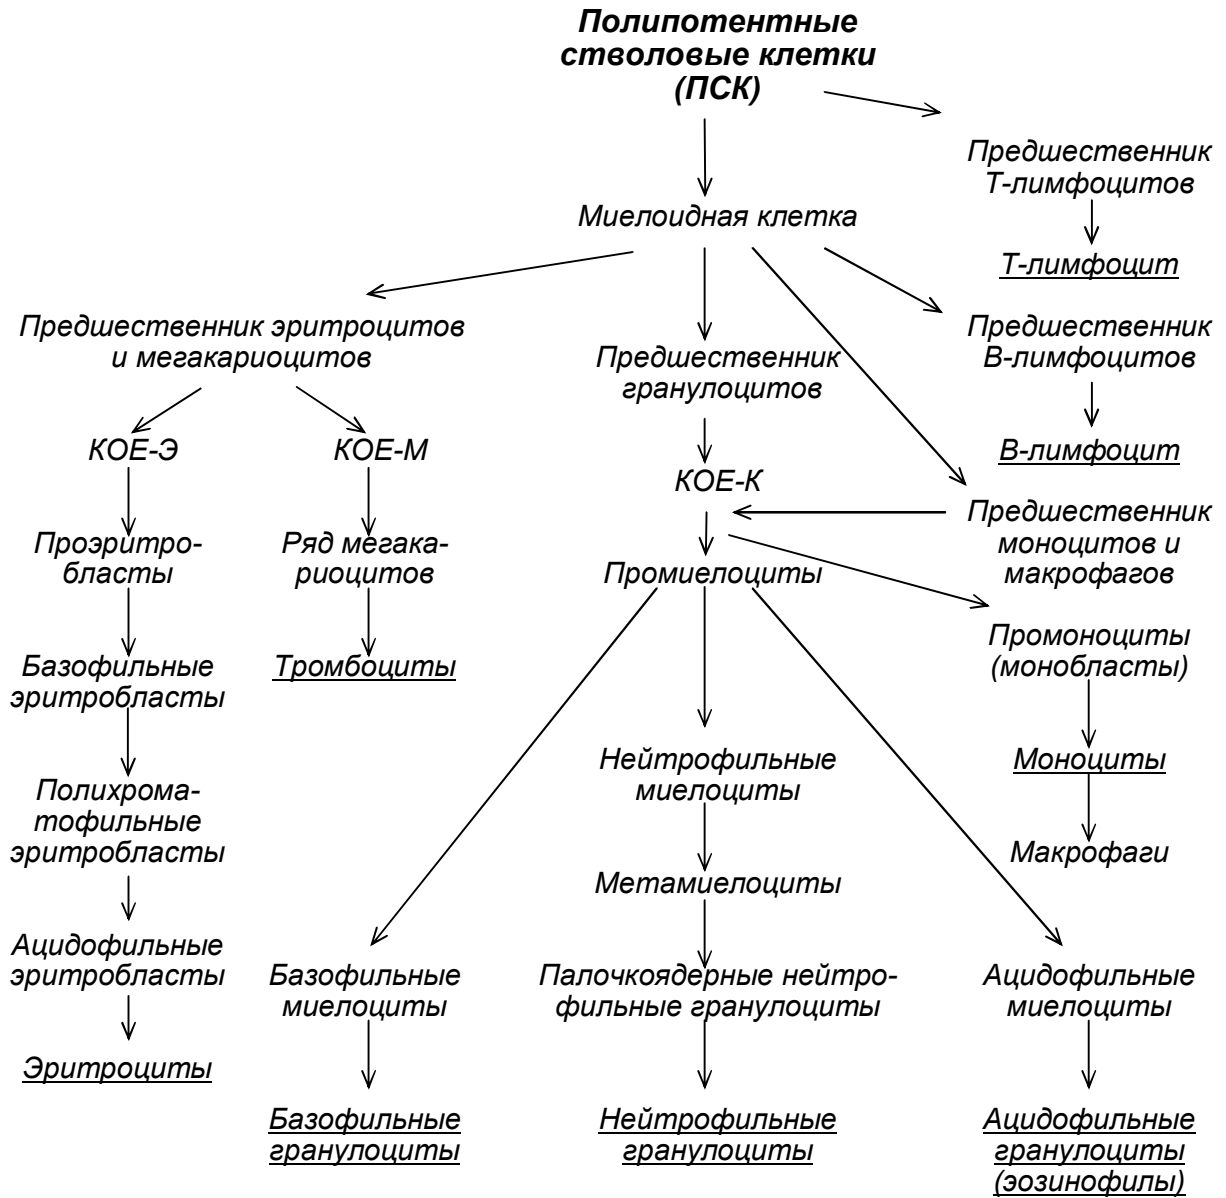 Полипотентные
стволовые клетки
(ПСК)
Предшественник
Т-лимфоцитов
Миелоидная клетка
Т-лимфоцит
Предшественник эритроцитов
и мегакариоцитов
Предшественник
гранулоцитов
Предшественник
В-лимфоцитов
КОЕ-Э
КОЕ-М
КОЕ-К
В-лимфоцит
Проэритро-
бласты
Ряд мегака-
риоцитов
Промиелоциты
Предшественник
моноцитов и
макрофагов
Базофильные
эритробласты
Тромбоциты
Промоноциты
(монобласты)
Полихрома-
тофильные
эритробласты
Нейтрофильные
миелоциты
Моноциты
Метамиелоциты
Макрофаги
Ацидофильные
эритробласты
Базофильные
миелоциты
Палочкоядерные нейтро-
фильные гранулоциты
Ацидофильные
миелоциты
Эритроциты
Базофильные
гранулоциты
Нейтрофильные
гранулоциты
Ацидофильные
гранулоциты
(эозинофилы)